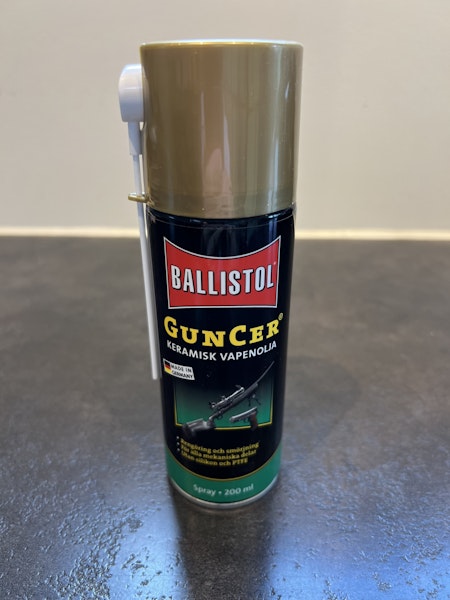 BALLISTOL®
GUNCER®
KERAMISK VAPENOLJA
MADE IN
GERMANY
Rengöring och smörjning
För alla mekaniska delar
Utan silikon och PTFE
Spray • 200 ml